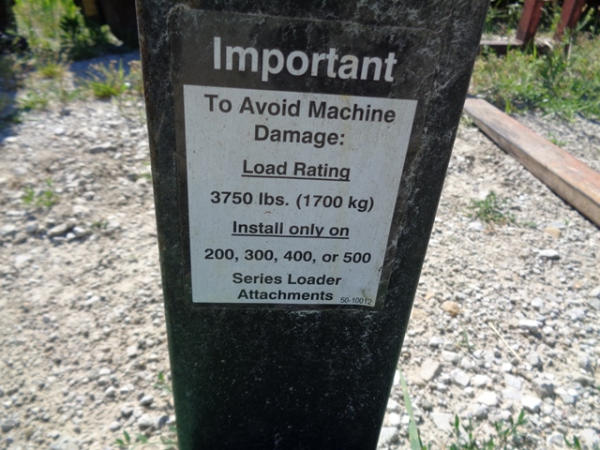 Important
To Avoid Machine
Damage:
Load Rating
3750 lbs. (1700 kg)
Install only on
200, 300, 400, or 500
Series Loader
Attachments 50-10012